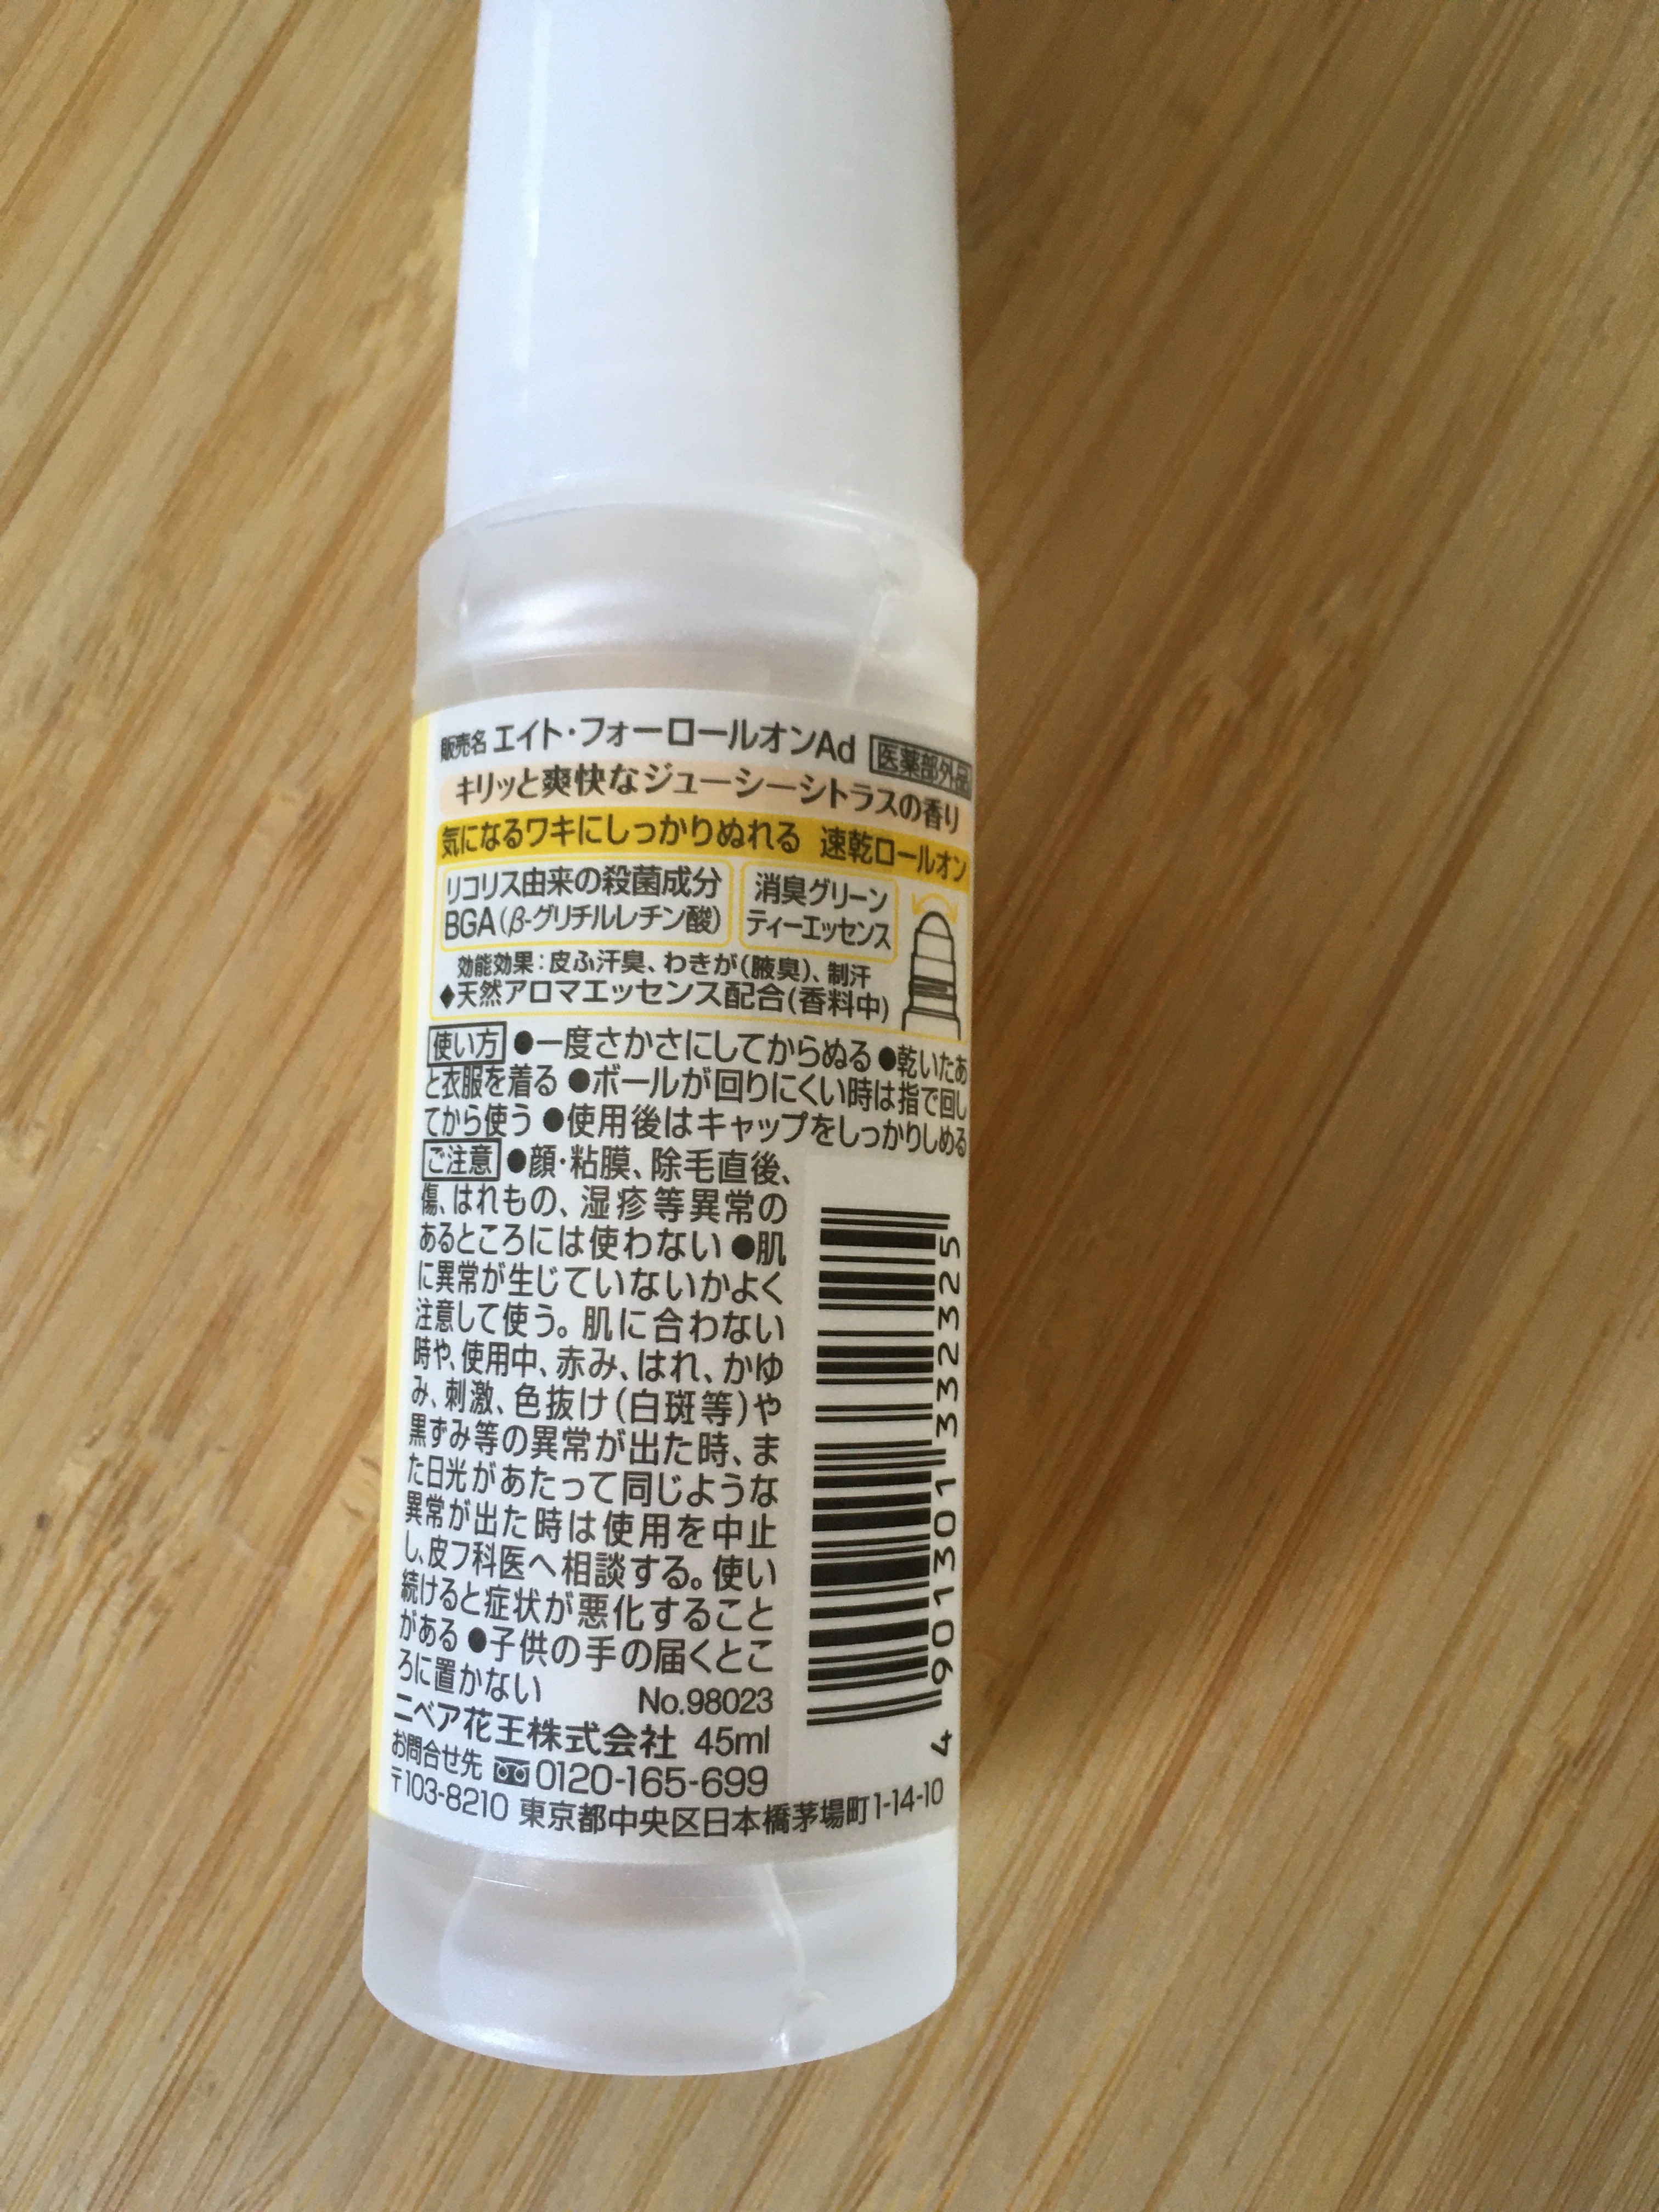 販売名 エイト・フォーロールオンAd 医薬部外品
キリッと爽快なジューシーシトラスの香り
気になるワキにしっかりぬれる 速乾ロールオン
リコリス由来の殺菌成分
BGA(β-グリチルレチン酸)
消臭グリーン
ティーエッセンス
効能効果:皮ふ汗臭、わきが(腋臭)、制汗
◆天然アロマエッセンス配合(香料中)
使い方 ●一度さかさにしてからぬる ●乾いたあ
と衣服を着る ●ボールが回りにくい時は指で回し
てから使う ●使用後はキャップをしっかりしめる
ご注意 ●顔・粘膜、除毛直後、
傷、はれもの、湿疹等異常の
あるところには使わない ●肌
に異常が生じていないかよく
注意して使う。肌に合わない
時や、使用中、赤み、はれ、かゆ
み、刺激、色抜け(白斑等)や
黒ずみ等の異常が出た時、ま
た日光があたって同じような
異常が出た時は使用を中止
し、皮フ科医へ相談する。使い
続けると症状が悪化すること
がある ●子供の手の届くとこ
ろに置かない
No.98023
ニベア花王株式会社 45ml
お問合せ先 0120-165-699
〒103-8210 東京都中央区日本橋茅場町1-14-10
4 901301 332325